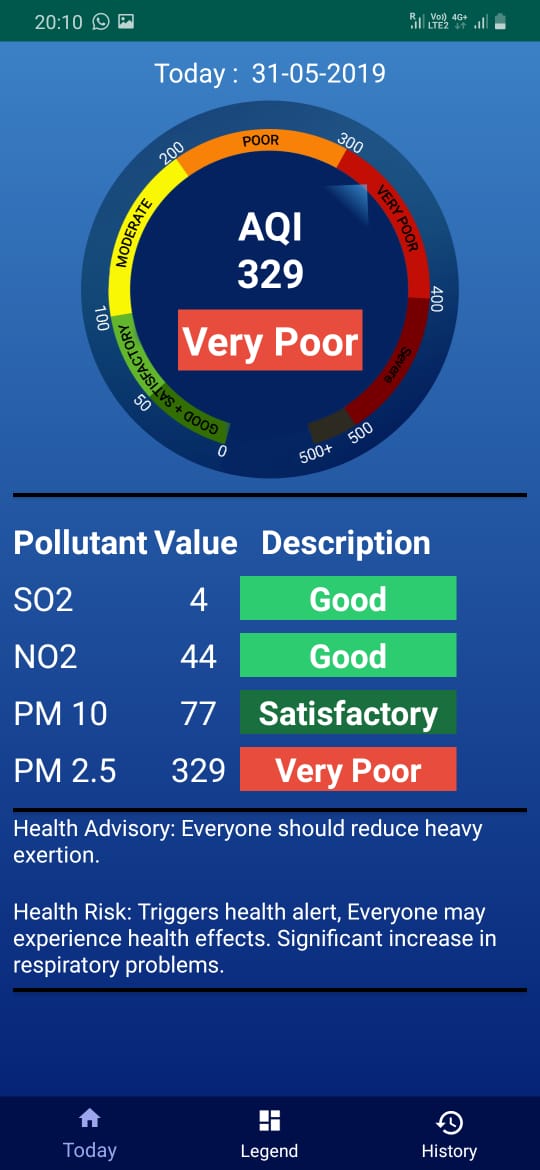 20:10
R Vo)) 4G+
LTE2
Today : 31-05-2019
200
POOR
300
MODERATE
VERY POOR
AQI
329
Very Poor
100
400
SATISFACTORY
Severe
50
GOOD + SATISFACTORY
0
500+
500
Pollutant Value Description
SO2 4 Good
NO2 44 Good
PM 10 77 Satisfactory
PM 2.5 329 Very Poor
Health Advisory: Everyone should reduce heavy
exertion.
Health Risk: Triggers health alert, Everyone may
experience health effects. Significant increase in
respiratory problems.
Today Legend History